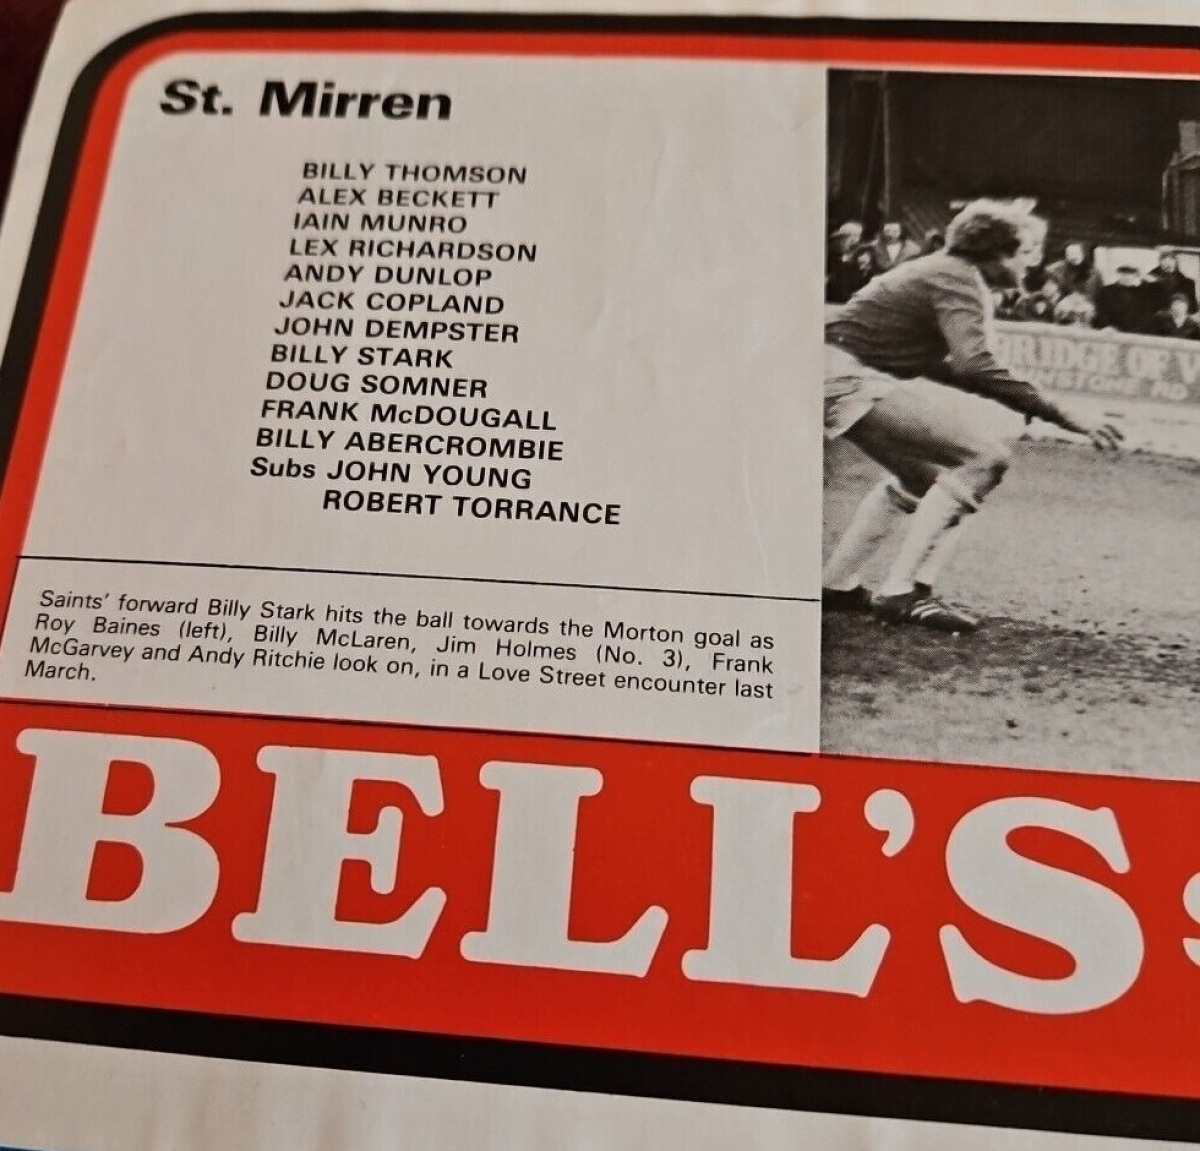 St. Mirren
BILLY THOMSON
ALEX BECKETT
IAIN MUNRO
LEX RICHARDSON
ANDY DUNLOP
JACK COPLAND
JOHN DEMPSTER
BILLY STARK
DOUG SOMNER
FRANK McDOUGALL
BILLY ABERCROMBIE
Subs JOHN YOUNG
ROBERT TORRANCE
BRIDGE OF
Saints' forward Billy Stark hits the ball towards the Morton goal as
Roy Baines (left), Billy McLaren, Jim Holmes (No. 3), Frank
McGarvey and Andy Ritchie look on, in a Love Street encounter last
March.
BELL'S